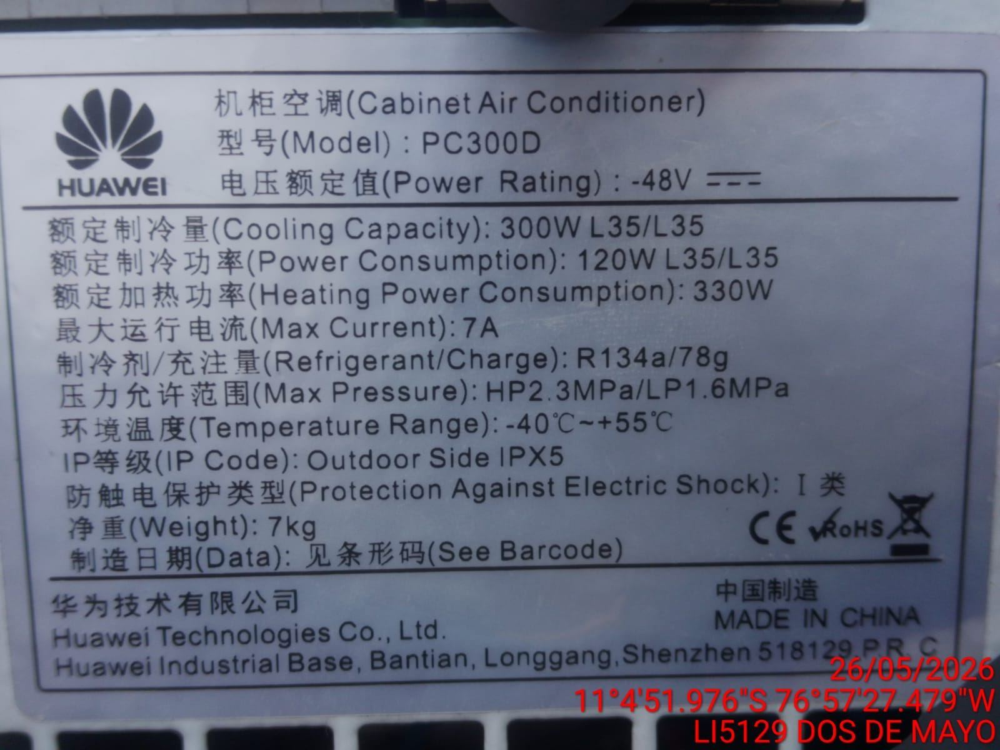 机柜空调(Cabinet Air Conditioner)
型号(Model) : PC300D
HUAWEI
电压额定值(Power Rating) : -48V
额定制冷量(Cooling Capacity): 300W L35/L35
额定制冷功率(Power Consumption): 120W L35/L35
额定加热功率(Heating Power Consumption): 330W
最大运行电流(Max Current): 7A
制冷剂/充注量(Refrigerant/Charge): R134a/78g
压力允许范围(Max Pressure): HP2.3MPa/LP1.6MPa
环境温度(Temperature Range): -40℃~+55℃
IP等级(IP Code): Outdoor Side IPX5
防触电保护类型(Protection Against Electric Shock): I 类
净重(Weight): 7kg
CE RoHS
制造日期(Data): 见条形码(See Barcode)
华为技术有限公司
中国制造
Huawei Technologies Co., Ltd.
MADE IN CHINA
Huawei Industrial Base, Bantian, Longgang, Shenzhen 518129.P.R. C
26/05/2026
11°4'51.976"S 76°57'27.479"W
LI5129 DOS DE MAYO